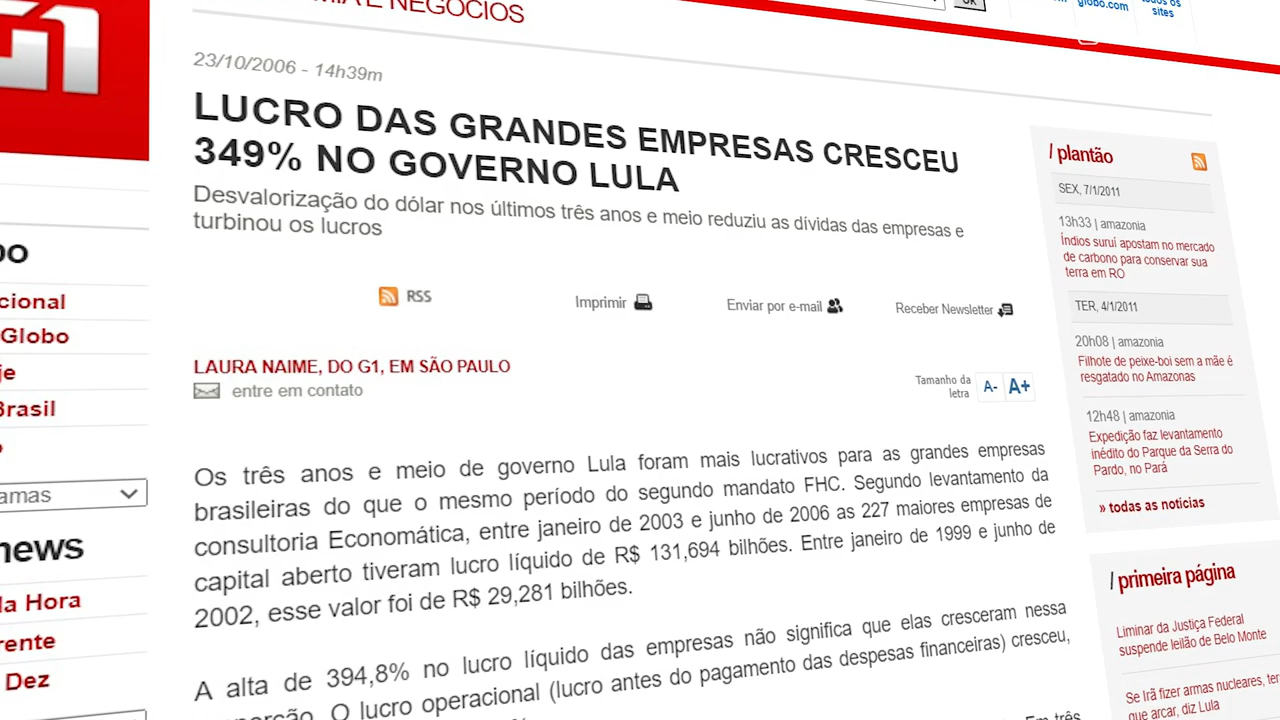 G1
E NEGÓCIOS
OK
globo.com
todos os
sites
23/10/2006 - 14h39m
LUCRO DAS GRANDES EMPRESAS CRESCEU
349% NO GOVERNO LULA
Desvalorização do dólar nos últimos três anos e meio reduziu as dívidas das empresas e
turbinou os lucros
RSS
Imprimir
Enviar por e-mail
Receber Newsletter
LAURA NAIME, DO G1, EM SÃO PAULO
entre em contato
Tamanho da
letra
A- A+
Os três anos e meio de governo Lula foram mais lucrativos para as grandes empresas
brasileiras do que o mesmo período do segundo mandato FHC. Segundo levantamento da
consultoria Economática, entre janeiro de 2003 e junho de 2006 as 227 maiores empresas de
capital aberto tiveram lucro líquido de R$ 131,694 bilhões. Entre janeiro de 1999 e junho de
2002, esse valor foi de R$ 29,281 bilhões.
A alta de 394,8% no lucro líquido das empresas não significa que elas cresceram nessa
O lucro operacional (lucro antes do pagamento das despesas financeiras) cresceu,
Em três
/ plantão
SEX, 7/1/2011
13h33 | amazonia
Índios suruí apostam no mercado
de carbono para conservar sua
terra em RO
TER, 4/1/2011
20h08 | amazonia
Filhote de peixe-boi sem a mãe é
resgatado no Amazonas
12h48 | amazonia
Expedição faz levantamento
inédito do Parque da Serra do
Pardo, no Pará
» todas as notícias
/ primeira página
Liminar da Justiça Federal
suspende leilão de Belo Monte
Se Irã fizer armas nucleares, ter
que arcar, diz Lula
bo
cional
Globo
je
Brasil
o
amas
news
da Hora
rente
Dez